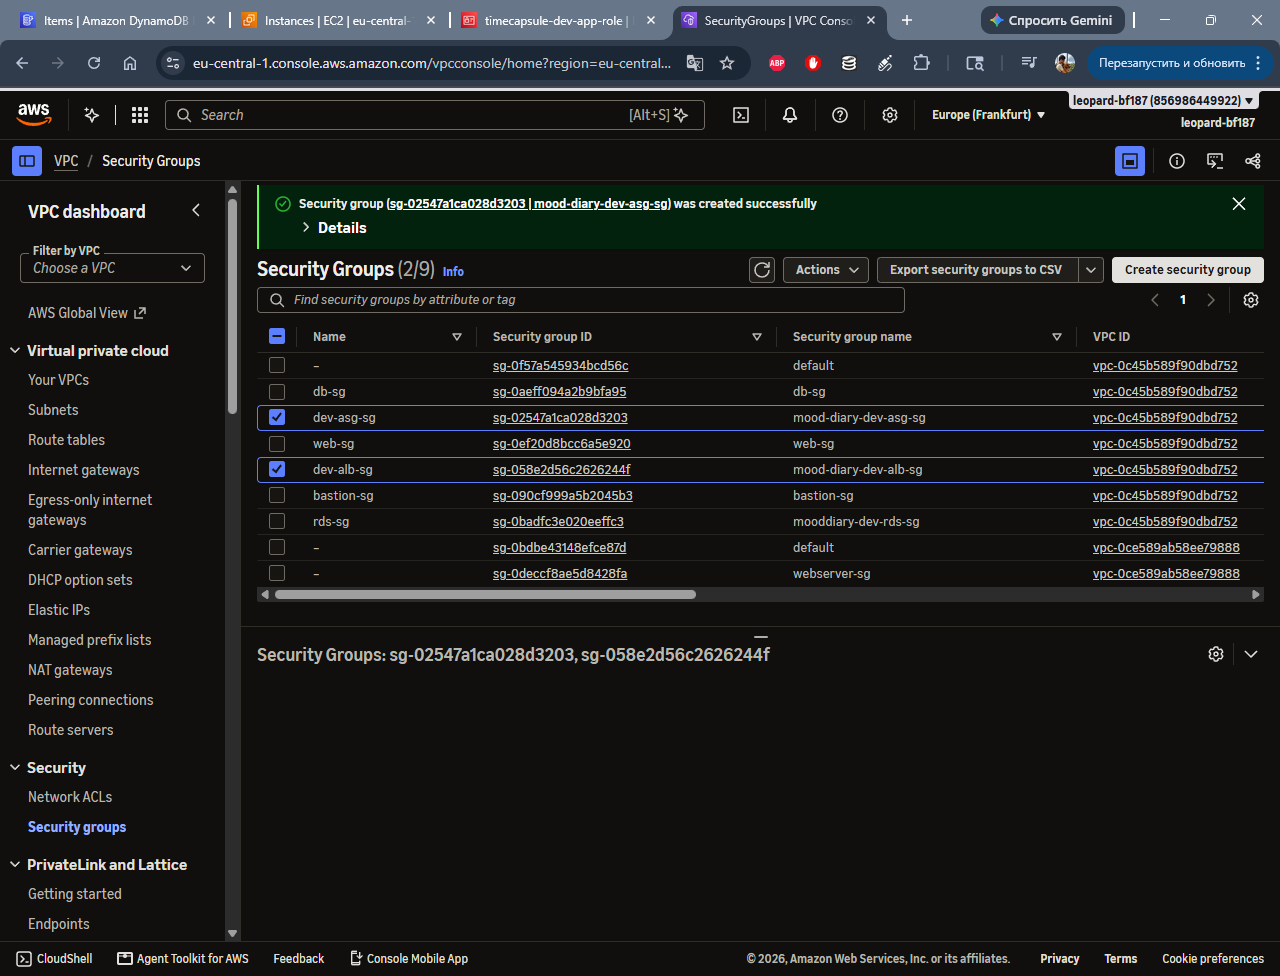 Items | Amazon DynamoDB
Instances | EC2 | eu-central-
timecapsule-dev-app-role |
SecurityGroups | VPC Conso
Спросить Gemini
eu-central-1.console.aws.amazon.com/vpcconsole/home?region=eu-central...
ABP
Перезапустить и обновить
aws
Search
[Alt+S]
Europe (Frankfurt)
leopard-bf187 (856986449922)
leopard-bf187
VPC / Security Groups
VPC dashboard
Filter by VPC
Choose a VPC
AWS Global View
Virtual private cloud
Your VPCs
Subnets
Route tables
Internet gateways
Egress-only internet
gateways
Carrier gateways
DHCP option sets
Elastic IPs
Managed prefix lists
NAT gateways
Peering connections
Route servers
Security
Network ACLs
Security groups
PrivateLink and Lattice
Getting started
Endpoints
Security group (sg-02547a1ca028d3203 | mood-diary-dev-asg-sg) was created successfully
Details
Security Groups (2/9) Info
Actions
Export security groups to CSV
Create security group
Find security groups by attribute or tag
1
Name Security group ID Security group name VPC ID
– sg-0f57a545934bcd56c default vpc-0c45b589f90dbd752
db-sg sg-0aeff094a2b9bfa95 db-sg vpc-0c45b589f90dbd752
dev-asg-sg sg-02547a1ca028d3203 mood-diary-dev-asg-sg vpc-0c45b589f90dbd752
web-sg sg-0ef20d8bcc6a5e920 web-sg vpc-0c45b589f90dbd752
dev-alb-sg sg-058e2d56c2626244f mood-diary-dev-alb-sg vpc-0c45b589f90dbd752
bastion-sg sg-090cf999a5b2045b3 bastion-sg vpc-0c45b589f90dbd752
rds-sg sg-0badfc3e020eeffc3 mooddiary-dev-rds-sg vpc-0c45b589f90dbd752
– sg-0bdbe43148efce87d default vpc-0ce589ab58ee79888
– sg-0deccf8ae5d8428fa webserver-sg vpc-0ce589ab58ee79888
Security Groups: sg-02547a1ca028d3203, sg-058e2d56c2626244f
CloudShell
Agent Toolkit for AWS
Feedback
Console Mobile App
© 2026, Amazon Web Services, Inc. or its affiliates.
Privacy
Terms
Cookie preferences